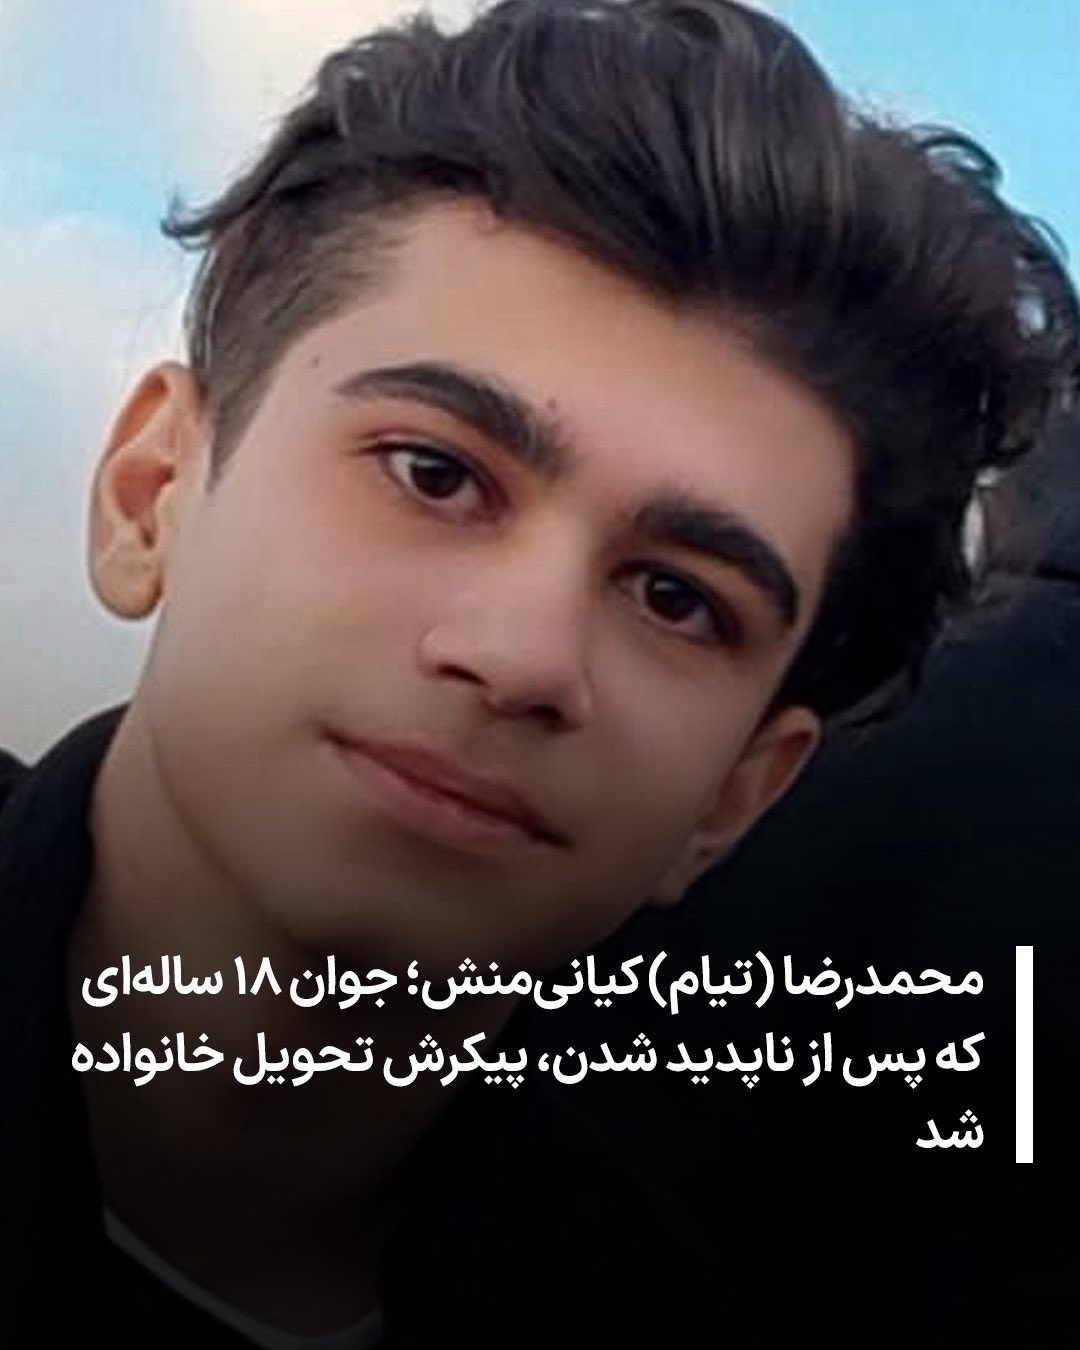 محمدرضا (تیام) کیانی‌منش؛ جوان ۱۸ ساله‌ای
که پس از ناپدید شدن، پیکرش تحویل خانواده
شد